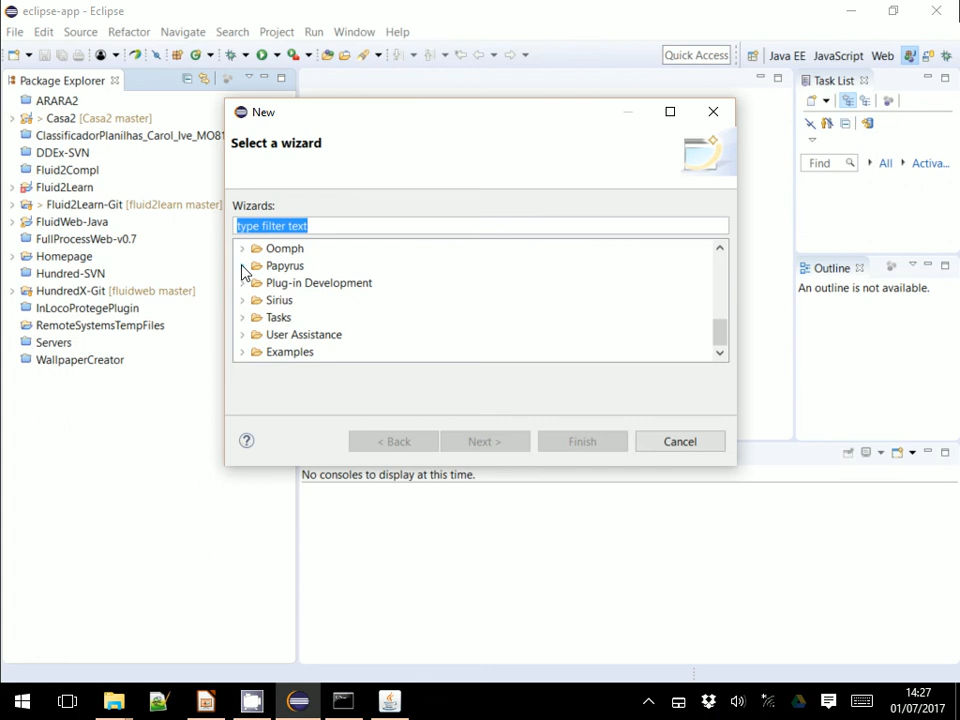 eclipse-app - Eclipse
File Edit Source Refactor Navigate Search Project Run Window Help
Quick Access
Java EE JavaScript Web
Package Explorer
ARARA2
> Casa2 [Casa2 master]
ClassificadorPlanilhas_Carol_Ive_MO81
DDEx-SVN
Fluid2Compl
Fluid2Learn
> Fluid2Learn-Git [fluid2learn master]
FluidWeb-Java
FullProcessWeb-v0.7
Homepage
Hundred-SVN
HundredX-Git [fluidweb master]
InLocoProtegePlugin
RemoteSystemsTempFiles
Servers
WallpaperCreator
New
Select a wizard
Wizards:
type filter text
Oomph
Papyrus
Plug-in Development
Sirius
Tasks
User Assistance
Examples
< Back Next > Finish Cancel
Task List
Find All Activa...
Outline
An outline is not available.
No consoles to display at this time.
14:27
01/07/2017